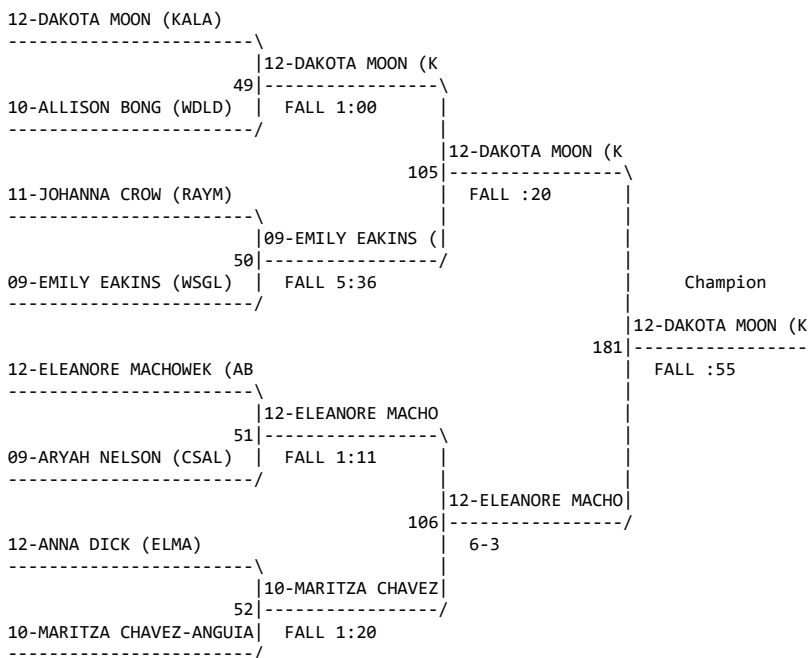 12-DAKOTA MOON (KALA)
12-DAKOTA MOON (K
49
10-ALLISON BONG (WDLD) FALL 1:00
12-DAKOTA MOON (K
105
11-JOHANNA CROW (RAYM) FALL :20
09-EMILY EAKINS (
50
09-EMILY EAKINS (WSGL) FALL 5:36 Champion
12-DAKOTA MOON (K
181
12-ELEANORE MACHOWEK (AB FALL :55
12-ELEANORE MACHO
51
09-ARYAH NELSON (CSAL) FALL 1:11
12-ELEANORE MACHO
106
12-ANNA DICK (ELMA) 6-3
10-MARITZA CHAVEZ
52
10-MARITZA CHAVEZ-ANGUIA FALL 1:20